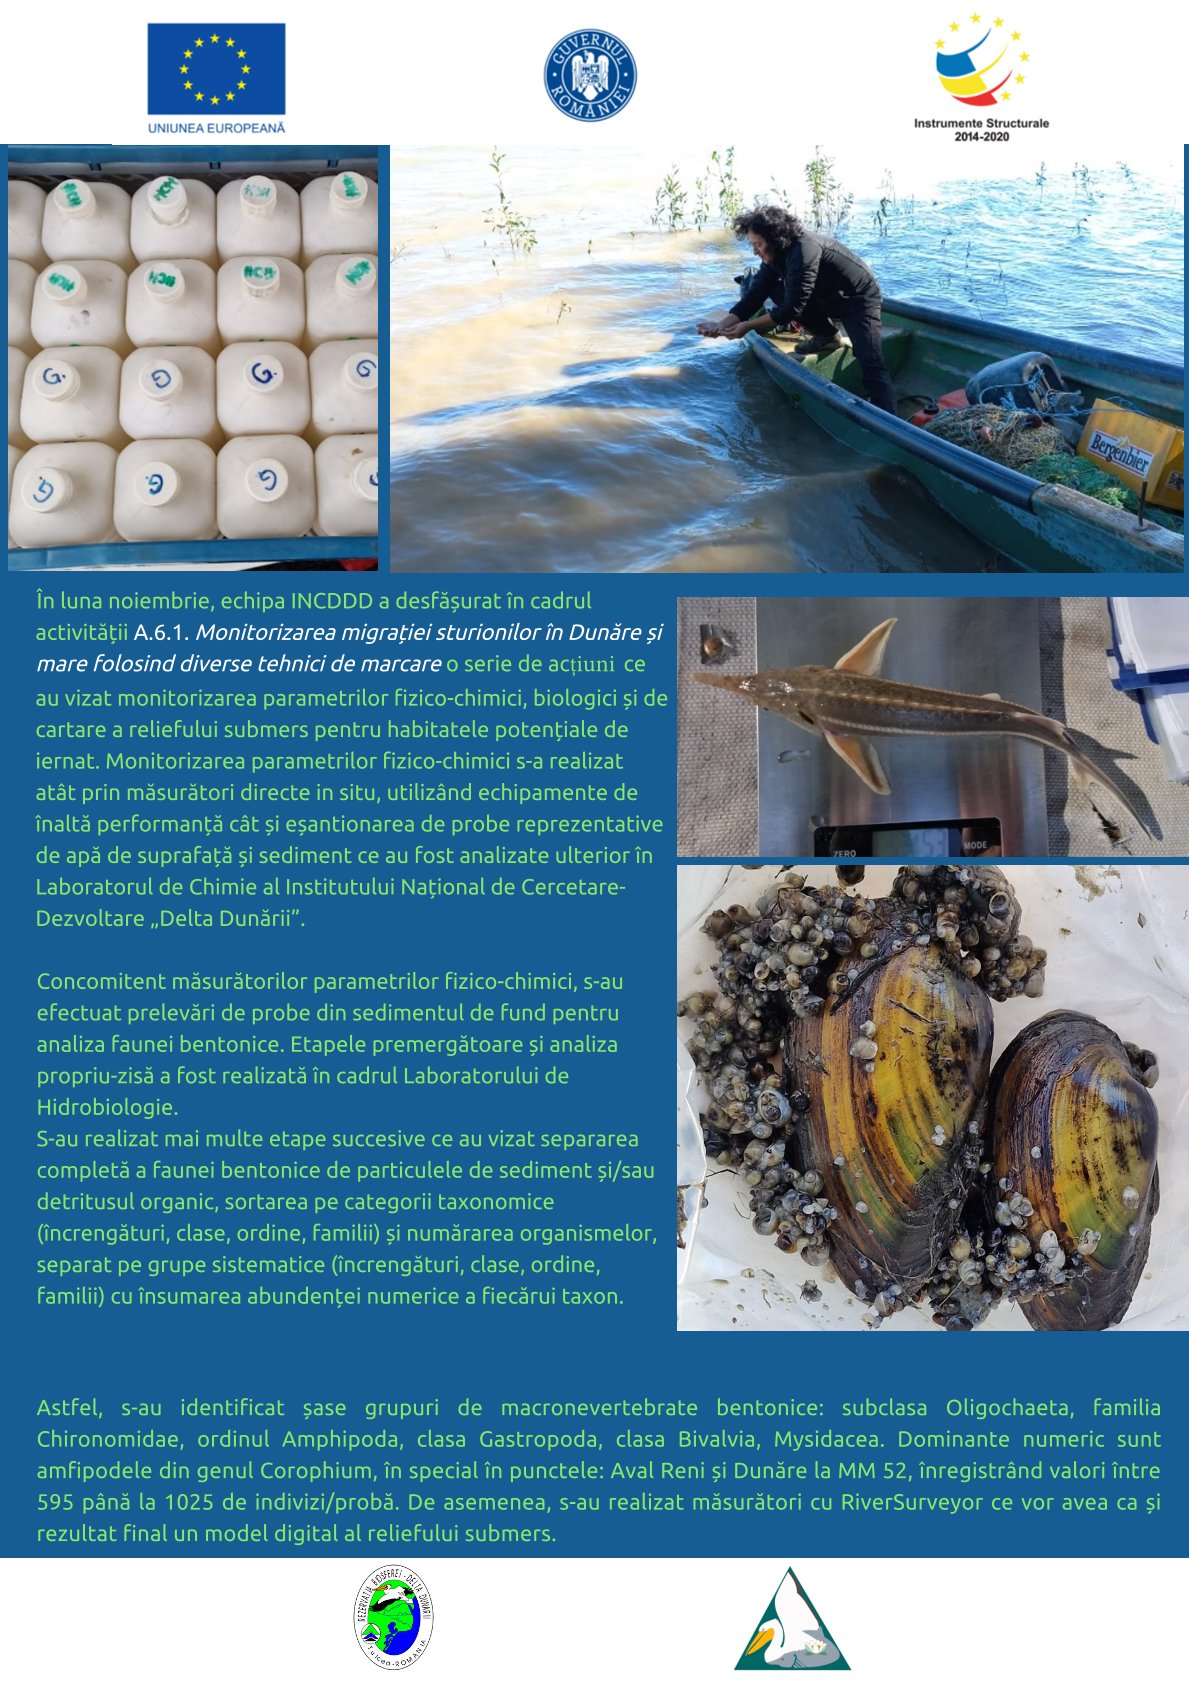 UNIUNEA EUROPEANĂ
GUVERNUL ROMÂNIEI
Instrumente Structurale
2014-2020
HCH
HCH
HCH
HCH
G.
G
G.
G
G.
G
G
Bergenbier
În luna noiembrie, echipa INCDDD a desfășurat în cadrul
activității A.6.1. Monitorizarea migrației sturionilor în Dunăre și
mare folosind diverse tehnici de marcare o serie de acțiuni ce
au vizat monitorizarea parametrilor fizico-chimici, biologici și de
cartare a reliefului submers pentru habitatele potențiale de
iernat. Monitorizarea parametrilor fizico-chimici s-a realizat
atât prin măsurători directe in situ, utilizând echipamente de
înaltă performanță cât și eșantionarea de probe reprezentative
de apă de suprafață și sediment ce au fost analizate ulterior în
Laboratorul de Chimie al Institutului Național de Cercetare-
Dezvoltare „Delta Dunării”.
ZERO
MODE
Concomitent măsurătorilor parametrilor fizico-chimici, s-au
efectuat prelevări de probe din sedimentul de fund pentru
analiza faunei bentonice. Etapele premergătoare și analiza
propriu-zisă a fost realizată în cadrul Laboratorului de
Hidrobiologie.
S-au realizat mai multe etape succesive ce au vizat separarea
completă a faunei bentonice de particulele de sediment și/sau
detritusul organic, sortarea pe categorii taxonomice
(încrengături, clase, ordine, familii) și numărarea organismelor,
separat pe grupe sistematice (încrengături, clase, ordine,
familii) cu însumarea abundenței numerice a fiecărui taxon.
Astfel, s-au identificat șase grupuri de macronevertebrate bentonice: subclasa Oligochaeta, familia
Chironomidae, ordinul Amphipoda, clasa Gastropoda, clasa Bivalvia, Mysidacea. Dominante numeric sunt
amfipodele din genul Corophium, în special în punctele: Aval Reni și Dunăre la MM 52, înregistrând valori între
595 până la 1025 de indivizi/probă. De asemenea, s-au realizat măsurători cu RiverSurveyor ce vor avea ca și
rezultat final un model digital al reliefului submers.
REZERVAȚIA BIOSFEREI - DELTA DUNĂRII
Tulcea - ROMANIA